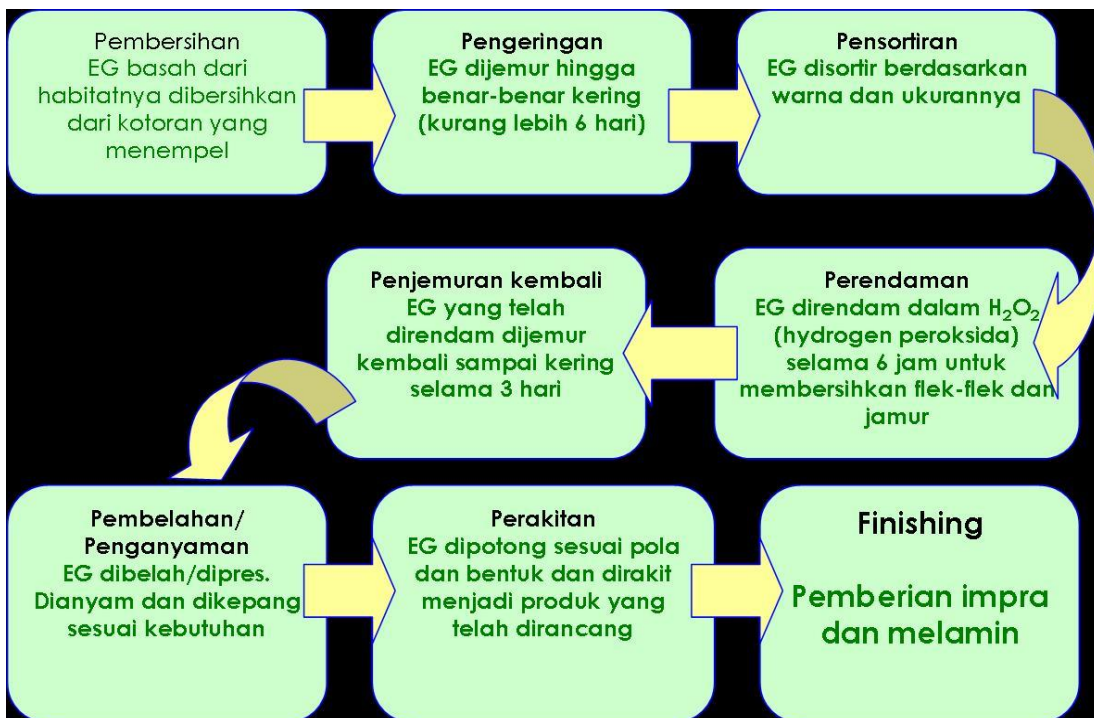 Pembersihan
EG basah dari
habitatnya dibersihkan
dari kotoran yang
menempel
Pengeringan
EG dijemur hingga
benar-benar kering
(kurang lebih 6 hari)
Pensortiran
EG disortir berdasarkan
warna dan ukurannya
Perendaman
EG direndam dalam H₂O₂
(hydrogen peroksida)
selama 6 jam untuk
membersihkan flek-flek dan
jamur
Penjemuran kembali
EG yang telah
direndam dijemur
kembali sampai kering
selama 3 hari
Pembelahan/
Penganyaman
EG dibelah/dipres.
Dianyam dan dikepang
sesuai kebutuhan
Perakitan
EG dipotong sesuai pola
dan bentuk dan dirakit
menjadi produk yang
telah dirancang
Finishing
Pemberian impra
dan melamin